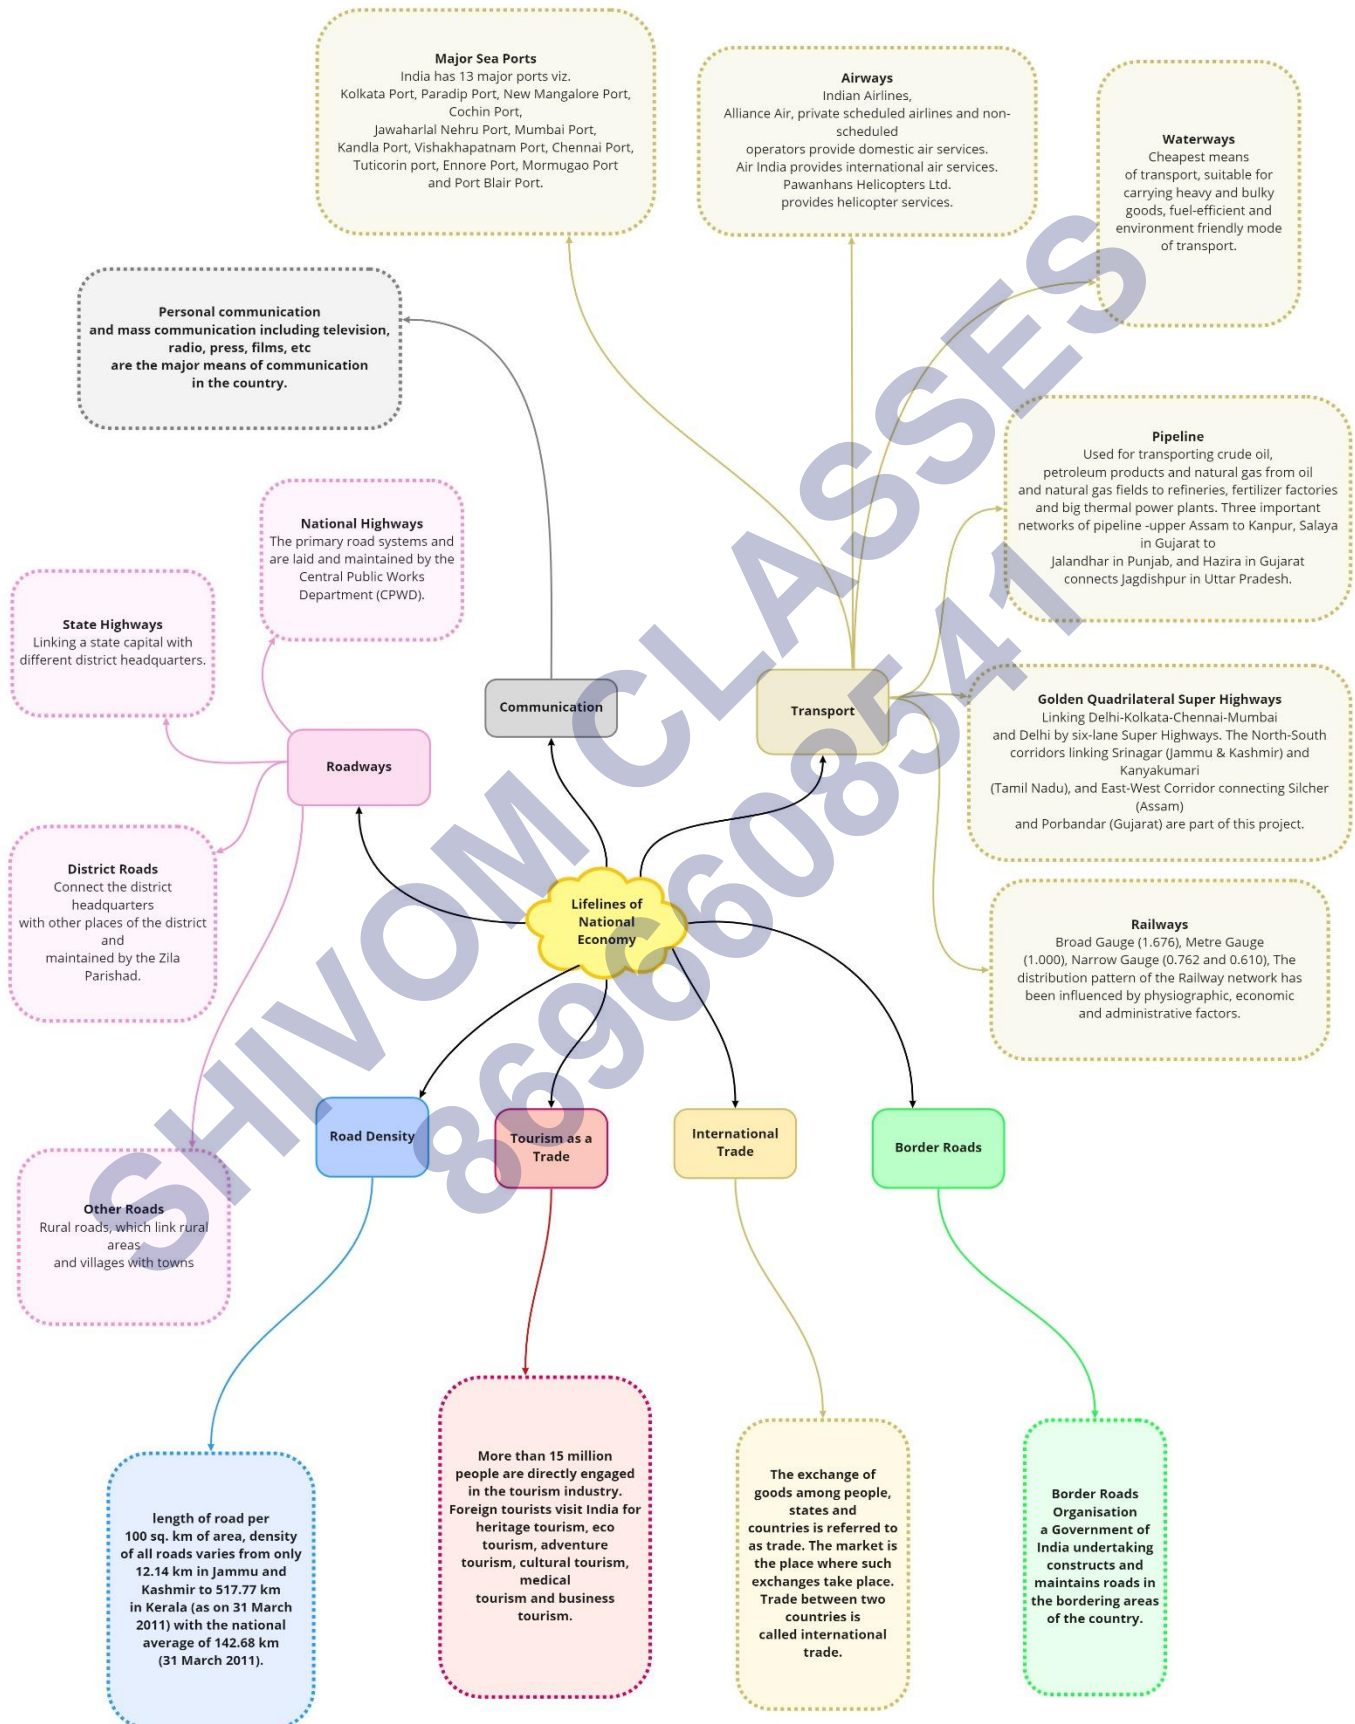 Major Sea Ports
India has 13 major ports viz.
Kolkata Port, Paradip Port, New Mangalore Port,
Cochin Port,
Jawaharlal Nehru Port, Mumbai Port,
Kandla Port, Vishakhapatnam Port, Chennai Port,
Tuticorin port, Ennore Port, Mormugao Port
and Port Blair Port.
Airways
Indian Airlines,
Alliance Air, private scheduled airlines and non-
scheduled
operators provide domestic air services.
Air India provides international air services.
Pawanhans Helicopters Ltd.
provides helicopter services.
Waterways
Cheapest means
of transport, suitable for
carrying heavy and bulky
goods, fuel-efficient and
environment friendly mode
of transport.
Personal communication
and mass communication including television,
radio, press, films, etc
are the major means of communication
in the country.
Pipeline
Used for transporting crude oil,
petroleum products and natural gas from oil
and natural gas fields to refineries, fertilizer factories
and big thermal power plants. Three important
networks of pipeline -upper Assam to Kanpur, Salaya
in Gujarat to
Jalandhar in Punjab, and Hazira in Gujarat
connects Jagdishpur in Uttar Pradesh.
National Highways
The primary road systems and
are laid and maintained by the
Central Public Works
Department (CPWD).
State Highways
Linking a state capital with
different district headquarters.
Communication
Transport
Golden Quadrilateral Super Highways
Linking Delhi-Kolkata-Chennai-Mumbai
and Delhi by six-lane Super Highways. The North-South
corridors linking Srinagar (Jammu & Kashmir) and
Kanyakumari
(Tamil Nadu), and East-West Corridor connecting Silcher
(Assam)
and Porbandar (Gujarat) are part of this project.
Roadways
District Roads
Connect the district
headquarters
with other places of the district
and
maintained by the Zila
Parishad.
Lifelines of
National
Economy
Railways
Broad Gauge (1.676), Metre Gauge
(1.000), Narrow Gauge (0.762 and 0.610), The
distribution pattern of the Railway network has
been influenced by physiographic, economic
and administrative factors.
Road Density
Tourism as a
Trade
International
Trade
Border Roads
Other Roads
Rural roads, which link rural
areas
and villages with towns
length of road per
100 sq. km of area, density
of all roads varies from only
12.14 km in Jammu and
Kashmir to 517.77 km
in Kerala (as on 31 March
2011) with the national
average of 142.68 km
(31 March 2011).
More than 15 million
people are directly engaged
in the tourism industry.
Foreign tourists visit India for
heritage tourism, eco
tourism, adventure
tourism, cultural tourism,
medical
tourism and business
tourism.
The exchange of
goods among people,
states and
countries is referred to
as trade. The market is
the place where such
exchanges take place.
Trade between two
countries is
called international
trade.
Border Roads
Organisation
a Government of
India undertaking
constructs and
maintains roads in
the bordering areas
of the country.
SHIVOM CLASSES
8696608541